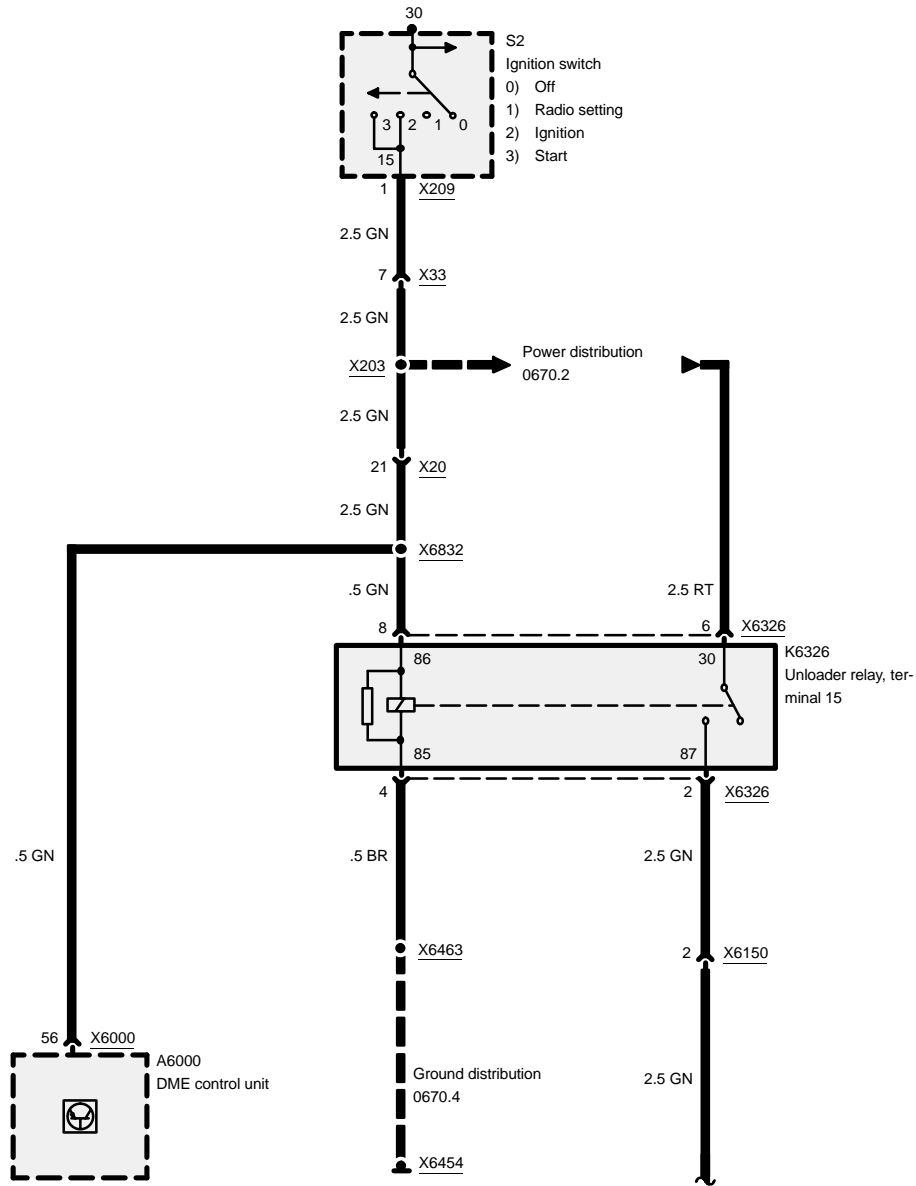 30
S2
Ignition switch
0) Off
1) Radio setting
2) Ignition
3) Start
3 2 1 0
15
1 X209
2.5 GN
7 X33
2.5 GN
X203
Power distribution
0670.2
2.5 GN
21 X20
2.5 GN
X6832
.5 GN
2.5 RT
8
6 X6326
86
30
K6326
Unloader relay, ter-
minal 15
85
87
4
2 X6326
.5 GN
.5 BR
2.5 GN
X6463
2 X6150
56 X6000
A6000
DME control unit
Ground distribution
0670.4
2.5 GN
X6454